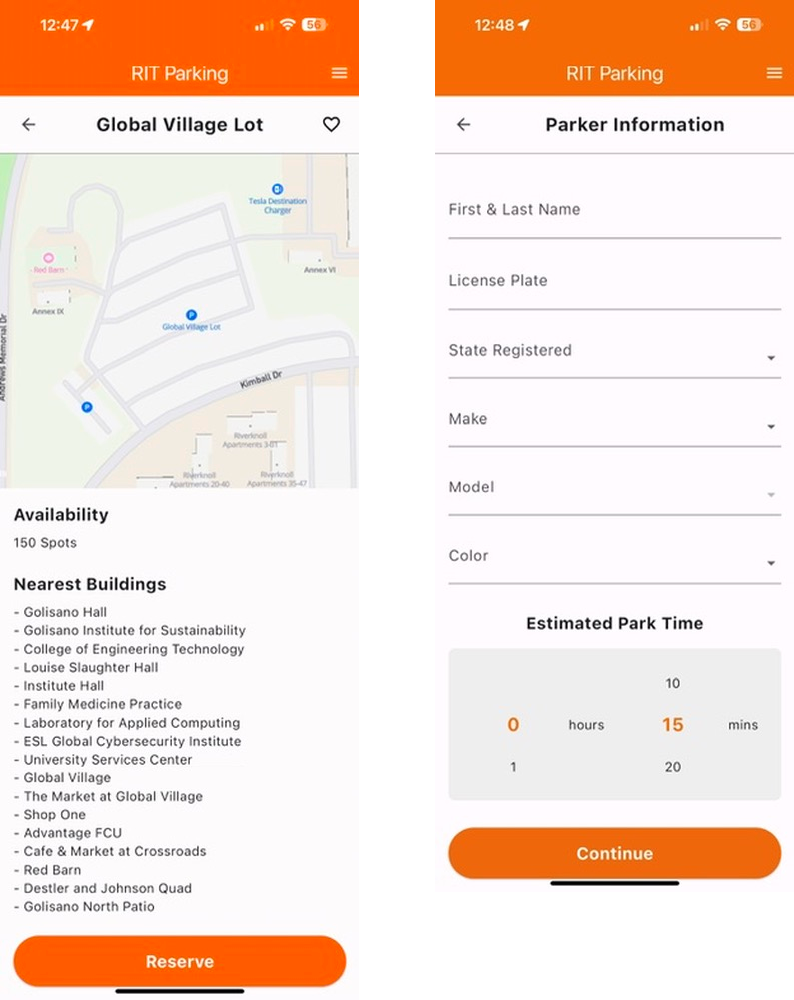 12:47
56
RIT Parking
Global Village Lot
Tesla Destination
Charger
Red Barn
Annex VI
Annex IX
Global Village Lot
Andrews Memorial Dr
Kimball Dr
Riverknoll
Apartments 3-61
Riverknoll
Apartments 20-40
Riverknoll
Apartments 35-47
Availability
150 Spots
Nearest Buildings
- Golisano Hall
- Golisano Institute for Sustainability
- College of Engineering Technology
- Louise Slaughter Hall
- Institute Hall
- Family Medicine Practice
- Laboratory for Applied Computing
- ESL Global Cybersecurity Institute
- University Services Center
- Global Village
- The Market at Global Village
- Shop One
- Advantage FCU
- Cafe & Market at Crossroads
- Red Barn
- Destler and Johnson Quad
- Golisano North Patio
Reserve
12:48
56
RIT Parking
Parker Information
First & Last Name
License Plate
State Registered
Make
Model
Color
Estimated Park Time
10
0 hours 15 mins
1 20
Continue